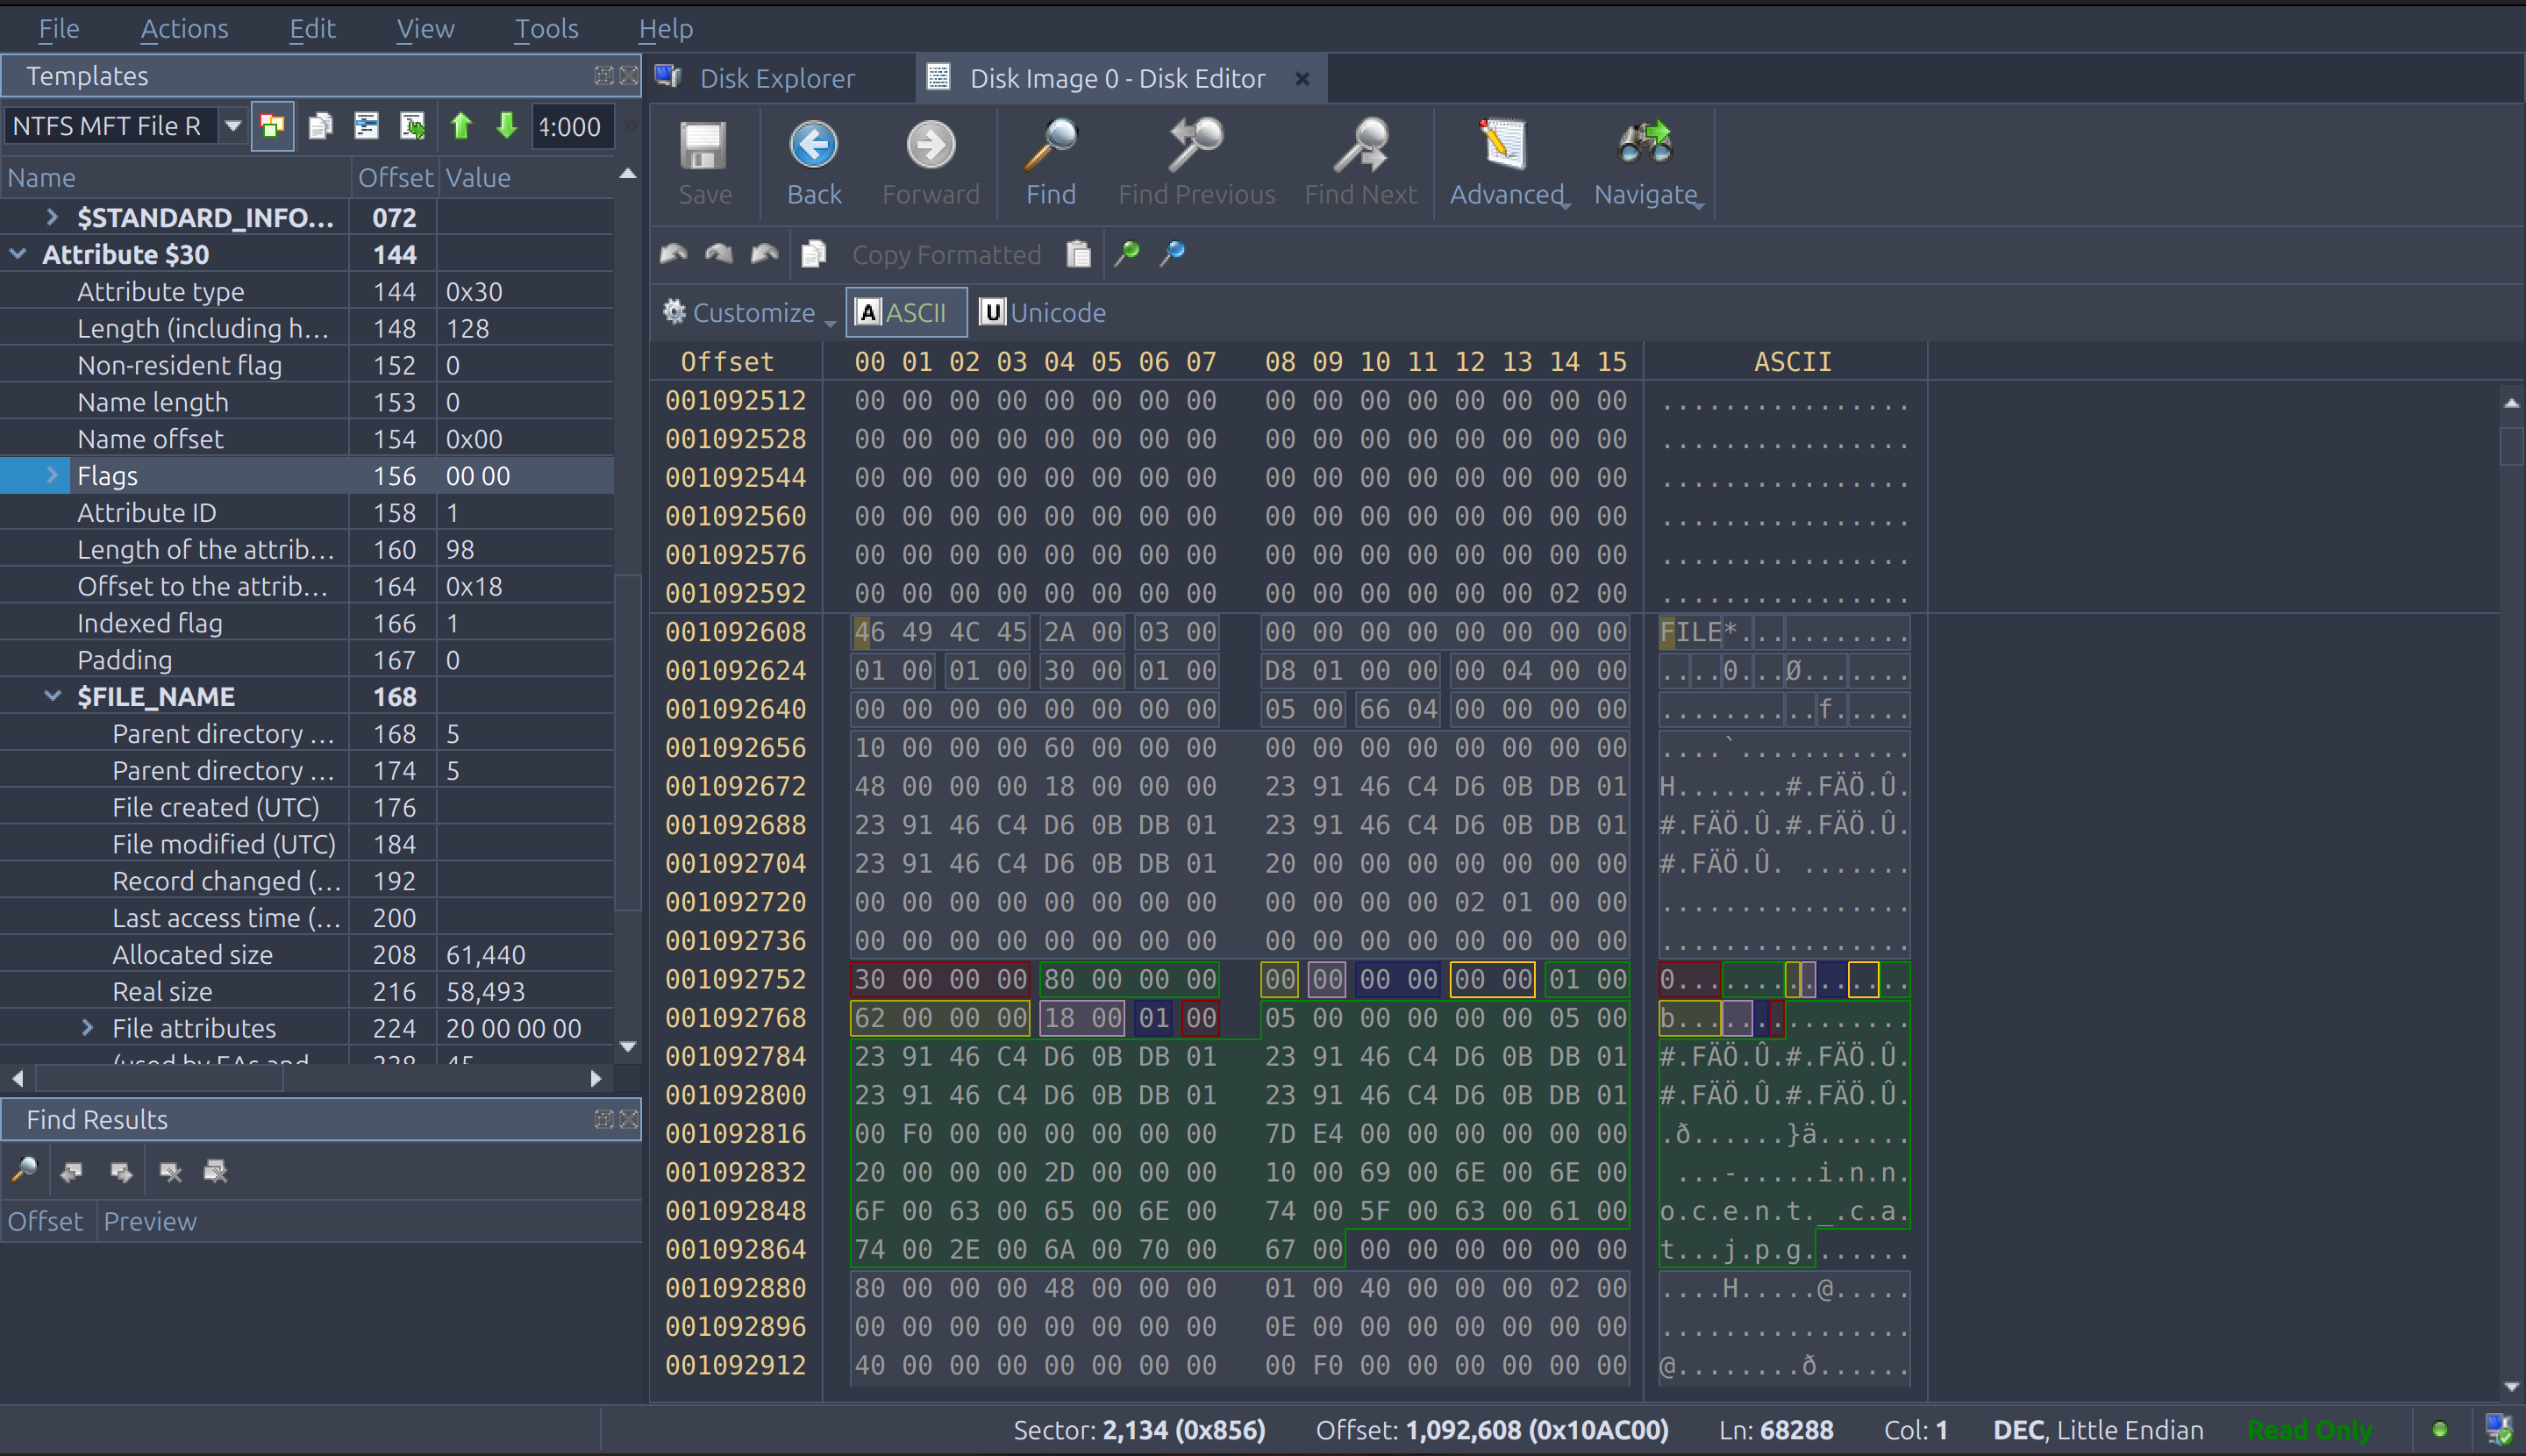 File Actions Edit View Tools Help
Templates
NTFS MFT File R 4:000
Name Offset Value
$STANDARD_INFO... 072
Attribute $30 144
Attribute type 144 0x30
Length (including h... 148 128
Non-resident flag 152 0
Name length 153 0
Name offset 154 0x00
Flags 156 00 00
Attribute ID 158 1
Length of the attrib... 160 98
Offset to the attrib... 164 0x18
Indexed flag 166 1
Padding 167 0
$FILE_NAME 168
Parent directory ... 168 5
Parent directory ... 174 5
File created (UTC) 176
File modified (UTC) 184
Record changed (... 192
Last access time (... 200
Allocated size 208 61,440
Real size 216 58,493
File attributes 224 20 00 00 00
(used by EAs and 228 45
Find Results
Offset Preview
Disk Explorer
Disk Image 0 - Disk Editor
Save Back Forward Find Find Previous Find Next Advanced Navigate
Copy Formatted
Customize A ASCII U Unicode
Offset 00 01 02 03 04 05 06 07 08 09 10 11 12 13 14 15 ASCII
001092512 00 00 00 00 00 00 00 00 00 00 00 00 00 00 00 00 ................
001092528 00 00 00 00 00 00 00 00 00 00 00 00 00 00 00 00 ................
001092544 00 00 00 00 00 00 00 00 00 00 00 00 00 00 00 00 ................
001092560 00 00 00 00 00 00 00 00 00 00 00 00 00 00 00 00 ................
001092576 00 00 00 00 00 00 00 00 00 00 00 00 00 00 00 00 ................
001092592 00 00 00 00 00 00 00 00 00 00 00 00 00 00 02 00 ................
001092608 46 49 4C 45 2A 00 03 00 00 00 00 00 00 00 00 00 FILE*...........
001092624 01 00 01 00 30 00 01 00 D8 01 00 00 00 04 00 00 ....0...Ø.......
001092640 00 00 00 00 00 00 00 00 05 00 66 04 00 00 00 00 ..........f.....
001092656 10 00 00 00 60 00 00 00 00 00 00 00 00 00 00 00 ....`...........
001092672 48 00 00 00 18 00 00 00 23 91 46 C4 D6 0B DB 01 H.......#.FÄÖ.Û.
001092688 23 91 46 C4 D6 0B DB 01 23 91 46 C4 D6 0B DB 01 #.FÄÖ.Û.#.FÄÖ.Û.
001092704 23 91 46 C4 D6 0B DB 01 20 00 00 00 00 00 00 00 #.FÄÖ.Û. .......
001092720 00 00 00 00 00 00 00 00 00 00 00 00 02 01 00 00 ................
001092736 00 00 00 00 00 00 00 00 00 00 00 00 00 00 00 00 ................
001092752 30 00 00 00 80 00 00 00 00 00 00 00 00 00 01 00 0...............
001092768 62 00 00 00 18 00 01 00 05 00 00 00 00 00 05 00 b...............
001092784 23 91 46 C4 D6 0B DB 01 23 91 46 C4 D6 0B DB 01 #.FÄÖ.Û.#.FÄÖ.Û.
001092800 23 91 46 C4 D6 0B DB 01 23 91 46 C4 D6 0B DB 01 #.FÄÖ.Û.#.FÄÖ.Û.
001092816 00 F0 00 00 00 00 00 00 7D E4 00 00 00 00 00 00 .ð......}ä......
001092832 20 00 00 00 2D 00 00 00 10 00 69 00 6E 00 6E 00  ...-.....i.n.n.
001092848 6F 00 63 00 65 00 6E 00 74 00 5F 00 63 00 61 00 o.c.e.n.t._.c.a.
001092864 74 00 2E 00 6A 00 70 00 67 00 00 00 00 00 00 00 t...j.p.g.......
001092880 80 00 00 00 48 00 00 00 01 00 40 00 00 00 02 00 ....H.....@.....
001092896 00 00 00 00 00 00 00 00 0E 00 00 00 00 00 00 00 ................
001092912 40 00 00 00 00 00 00 00 00 F0 00 00 00 00 00 00 @........ð......
Sector: 2,134 (0x856) Offset: 1,092,608 (0x10AC00) Ln: 68288 Col: 1 DEC, Little Endian Read Only